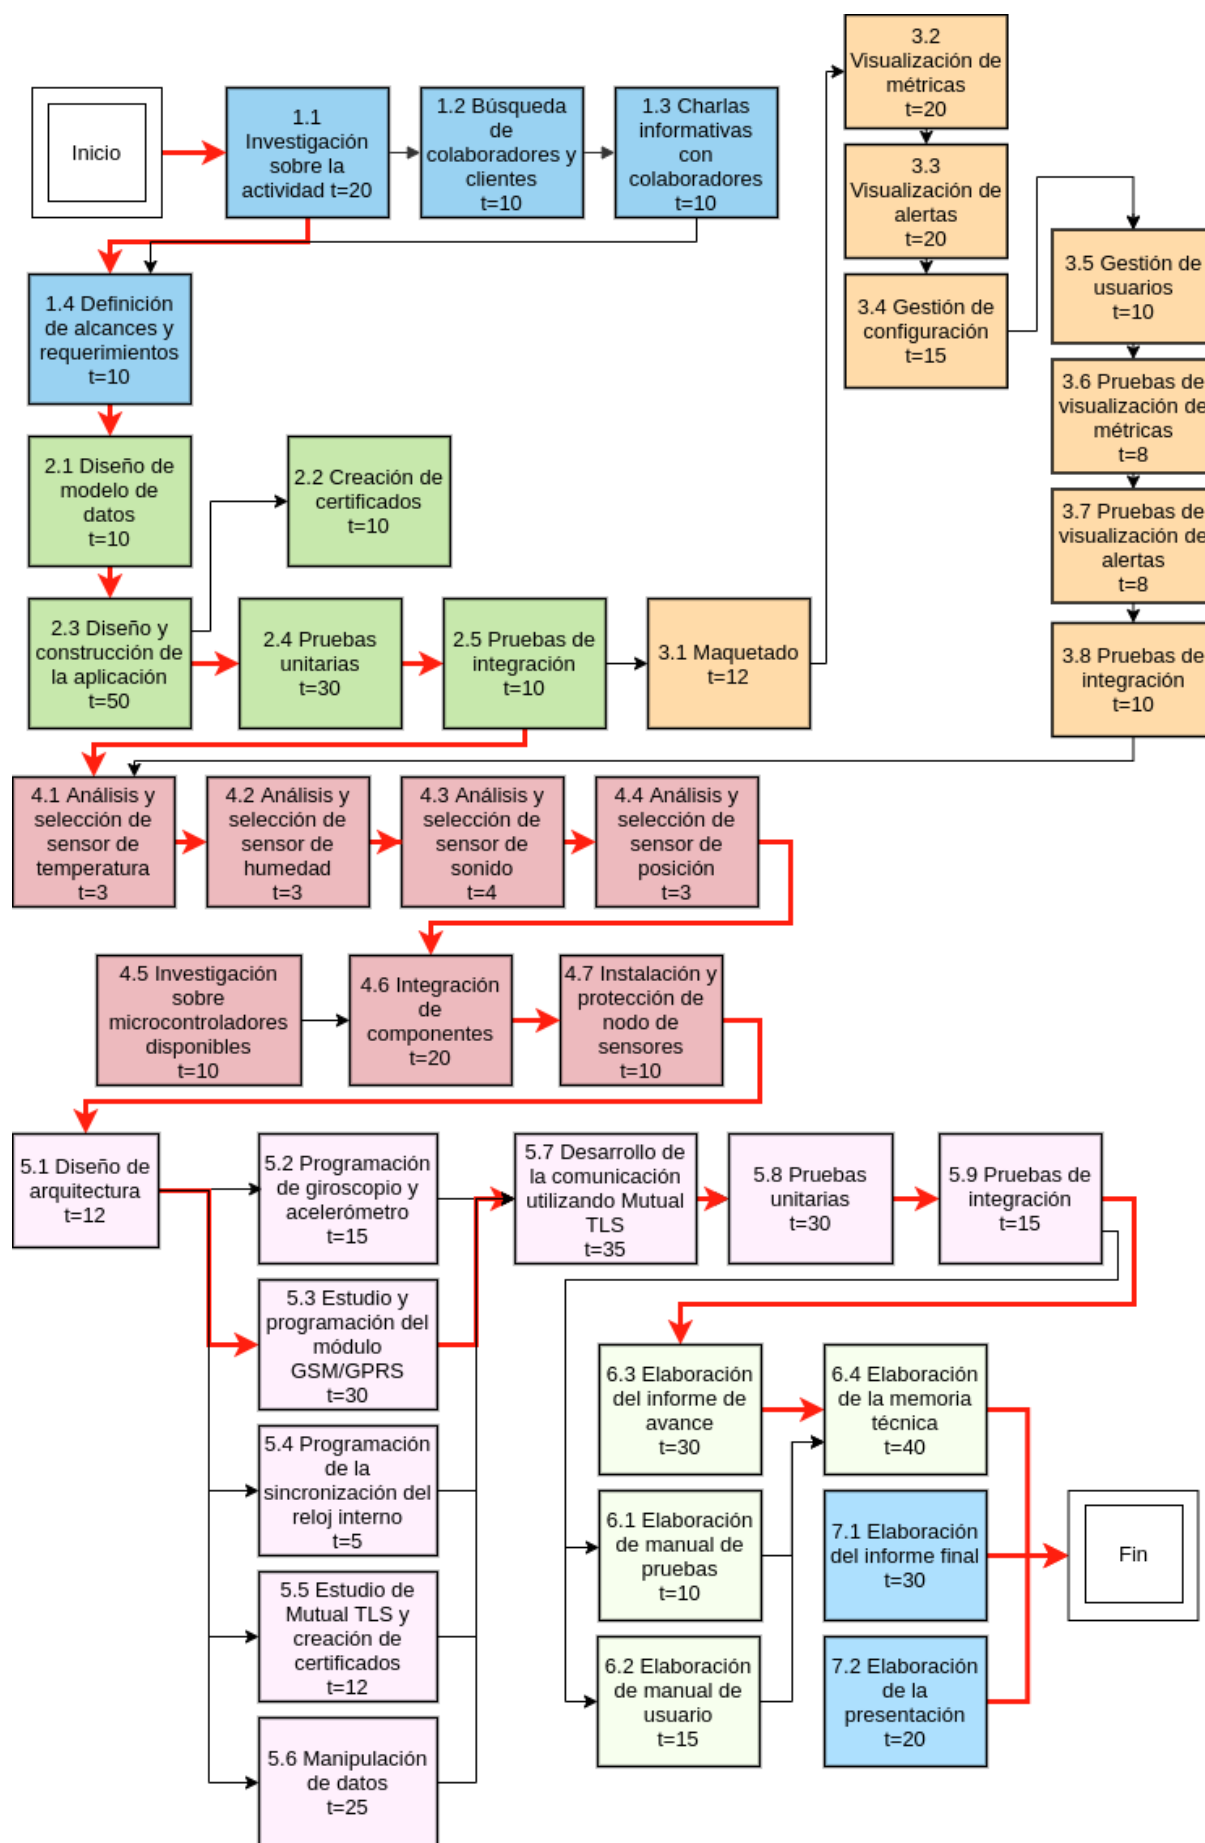 Inicio
1.1
Investigación
sobre la
actividad t=20
1.2 Búsqueda
de
colaboradores y
clientes
t=10
1.3 Charlas
informativas
con
colaboradores
t=10
3.2
Visualización de
métricas
t=20
3.3
Visualización de
alertas
t=20
3.4 Gestión de
configuración
t=15
3.5 Gestión de
usuarios
t=10
3.6 Pruebas de
visualización de
métricas
t=8
3.7 Pruebas de
visualización de
alertas
t=8
3.8 Pruebas de
integración
t=10
1.4 Definición
de alcances y
requerimientos
t=10
2.1 Diseño de
modelo de
datos
t=10
2.2 Creación de
certificados
t=10
2.3 Diseño y
construcción de
la aplicación
t=50
2.4 Pruebas
unitarias
t=30
2.5 Pruebas de
integración
t=10
3.1 Maquetado
t=12
4.1 Análisis y
selección de
sensor de
temperatura
t=3
4.2 Análisis y
selección de
sensor de
humedad
t=3
4.3 Análisis y
selección de
sensor de
sonido
t=4
4.4 Análisis y
selección de
sensor de
posición
t=3
4.5 Investigación
sobre
microcontroladores
disponibles
t=10
4.6 Integración
de
componentes
t=20
4.7 Instalación y
protección de
nodo de
sensores
t=10
5.1 Diseño de
arquitectura
t=12
5.2 Programación
de giroscopio y
acelerómetro
t=15
5.7 Desarrollo de
la comunicación
utilizando Mutual
TLS
t=35
5.8 Pruebas
unitarias
t=30
5.9 Pruebas de
integración
t=15
5.3 Estudio y
programación del
módulo
GSM/GPRS
t=30
5.4 Programación
de la
sincronización del
reloj interno
t=5
5.5 Estudio de
Mutual TLS y
creación de
certificados
t=12
5.6 Manipulación
de datos
t=25
6.3 Elaboración
del informe de
avance
t=30
6.4 Elaboración
de la memoria
técnica
t=40
6.1 Elaboración
de manual de
pruebas
t=10
7.1 Elaboración
del informe final
t=30
Fin
6.2 Elaboración
de manual de
usuario
t=15
7.2 Elaboración
de la
presentación
t=20